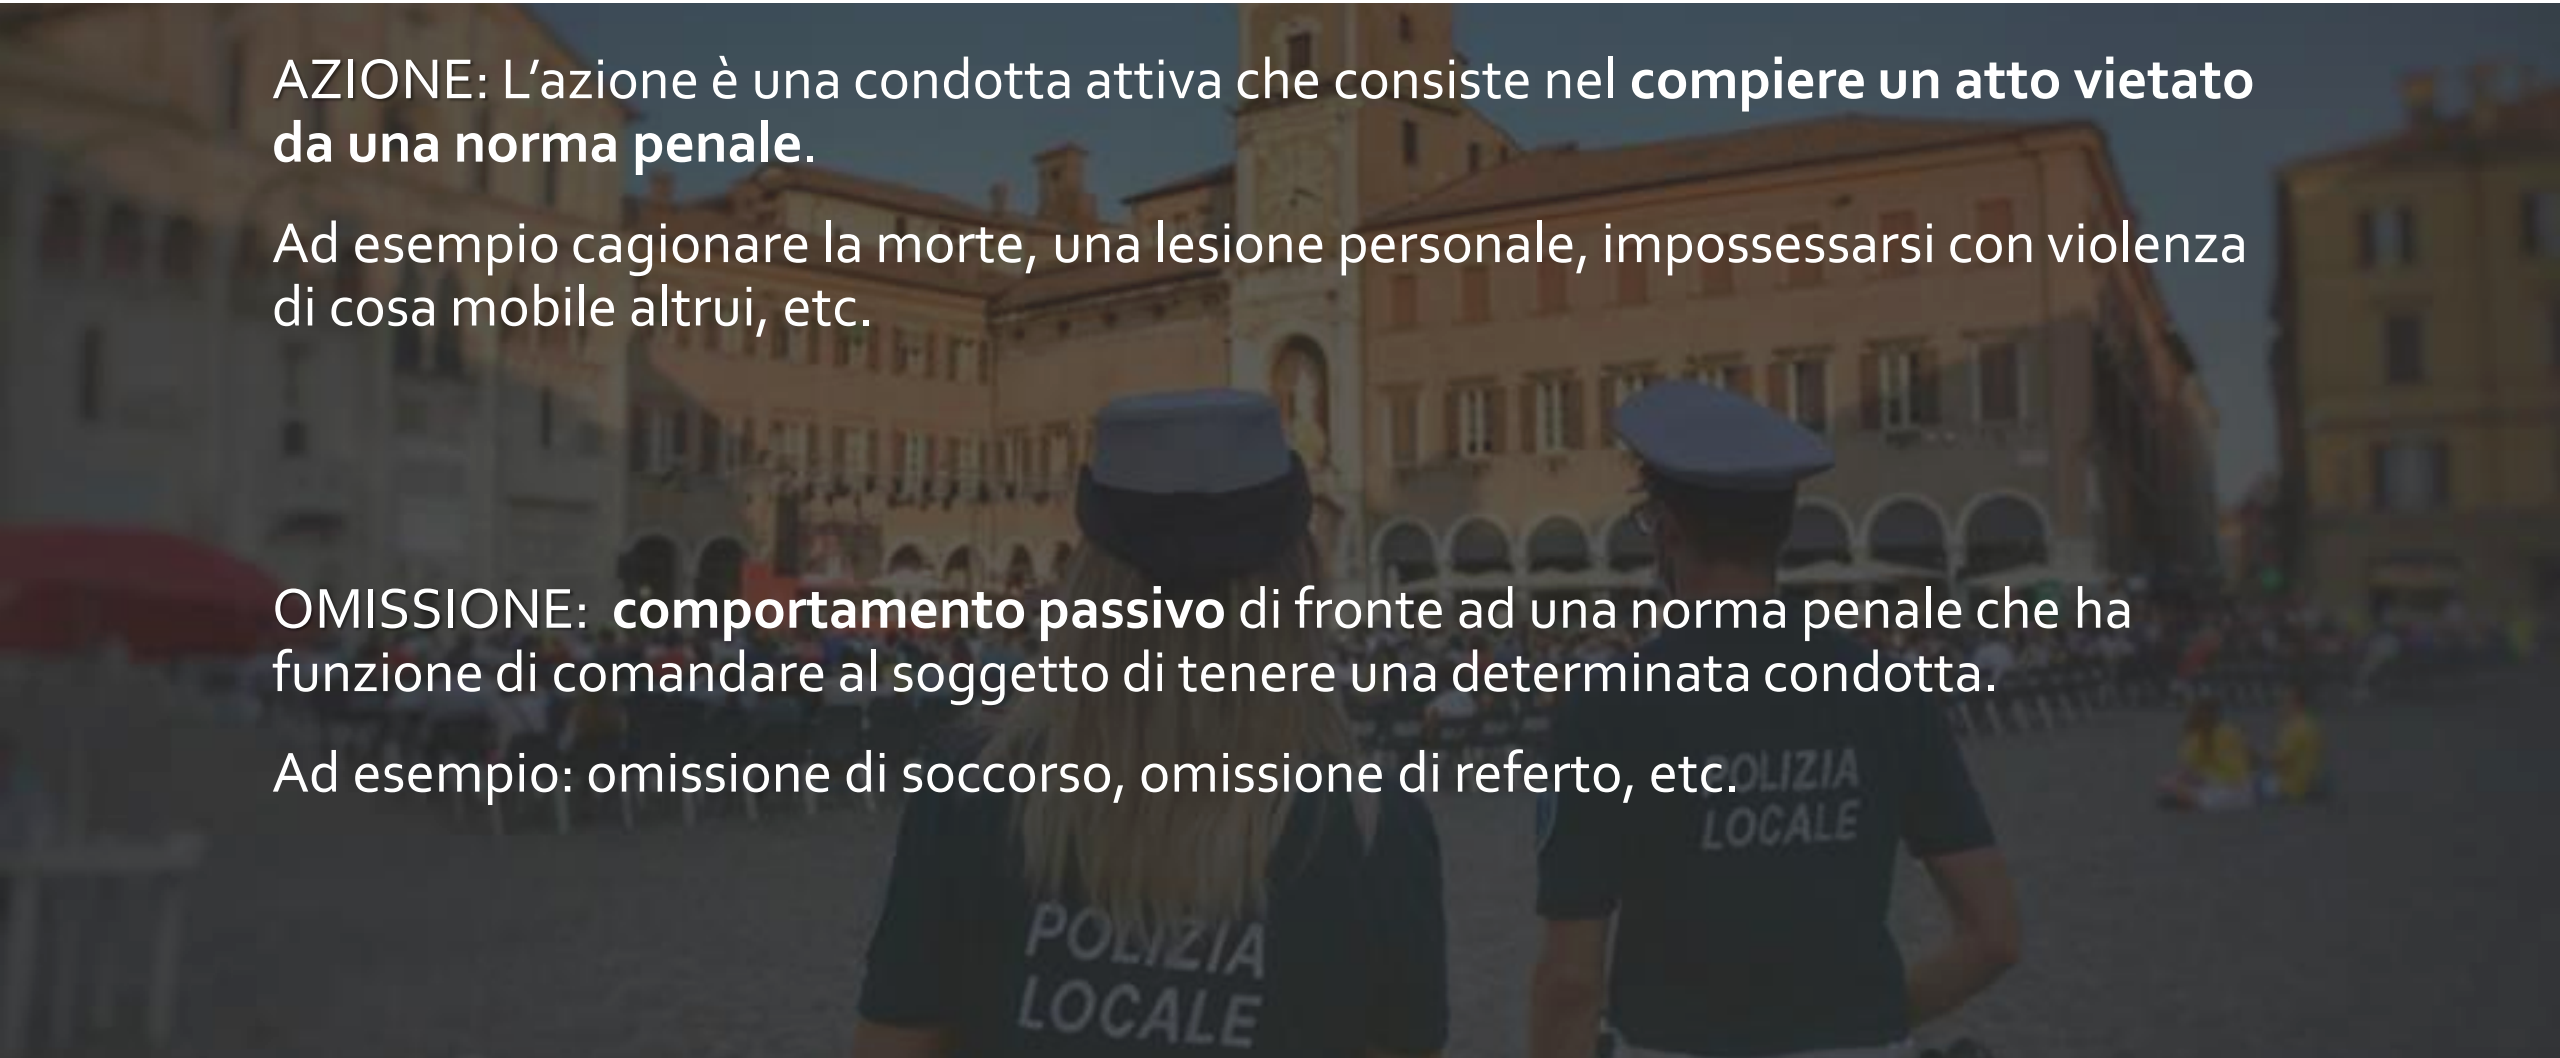 AZIONE: L’azione è una condotta attiva che consiste nel compiere un atto vietato
da una norma penale.
Ad esempio cagionare la morte, una lesione personale, impossessarsi con violenza
di cosa mobile altrui, etc.
OMISSIONE: comportamento passivo di fronte ad una norma penale che ha
funzione di comandare al soggetto di tenere una determinata condotta.
Ad esempio: omissione di soccorso, omissione di referto, etc.
POLIZIA
LOCALE
POLIZIA
LOCALE